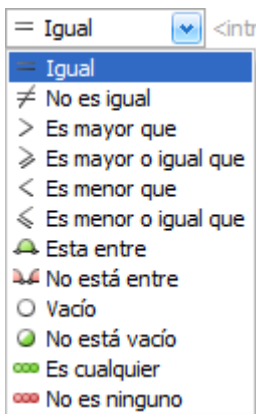 = Igual <intr
= Igual
≠ No es igual
> Es mayor que
⩾ Es mayor o igual que
< Es menor que
⩽ Es menor o igual que
Esta entre
No está entre
Vacío
No está vacío
Es cualquier
No es ninguno